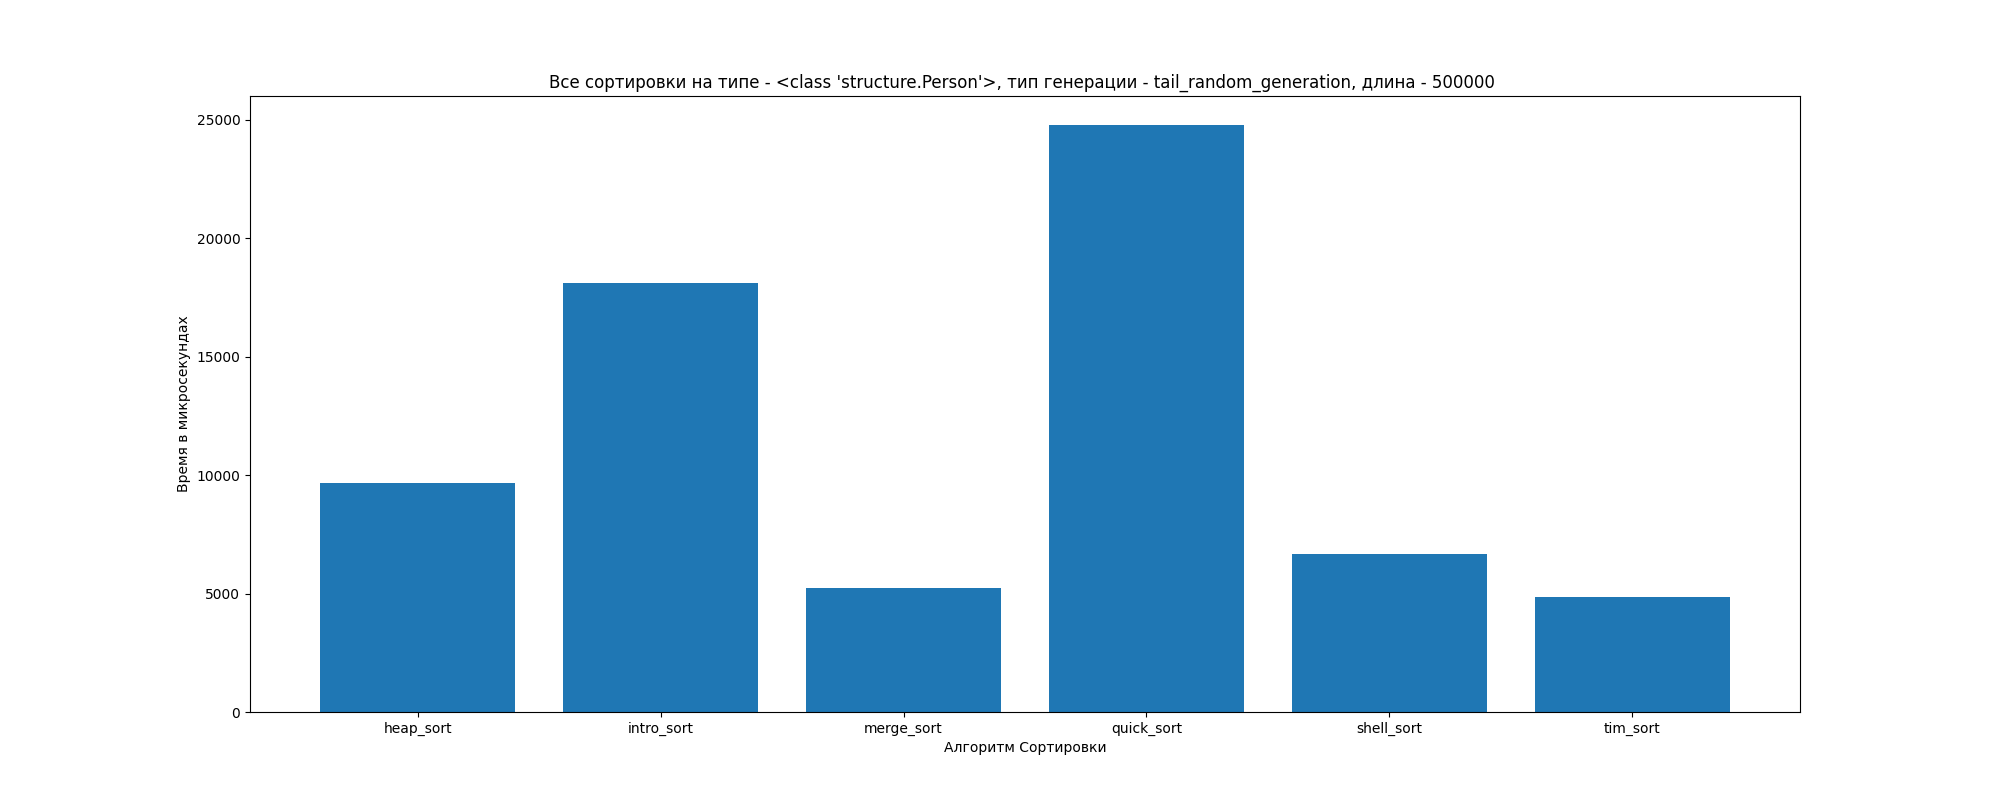 Все сортировки на типе - <class 'structure.Person'>, тип генерации - tail_random_generation, длина - 500000
25000
20000
15000
10000
5000
0
Время в микросекундах
heap_sort intro_sort merge_sort quick_sort shell_sort tim_sort
Алгоритм Сортировки